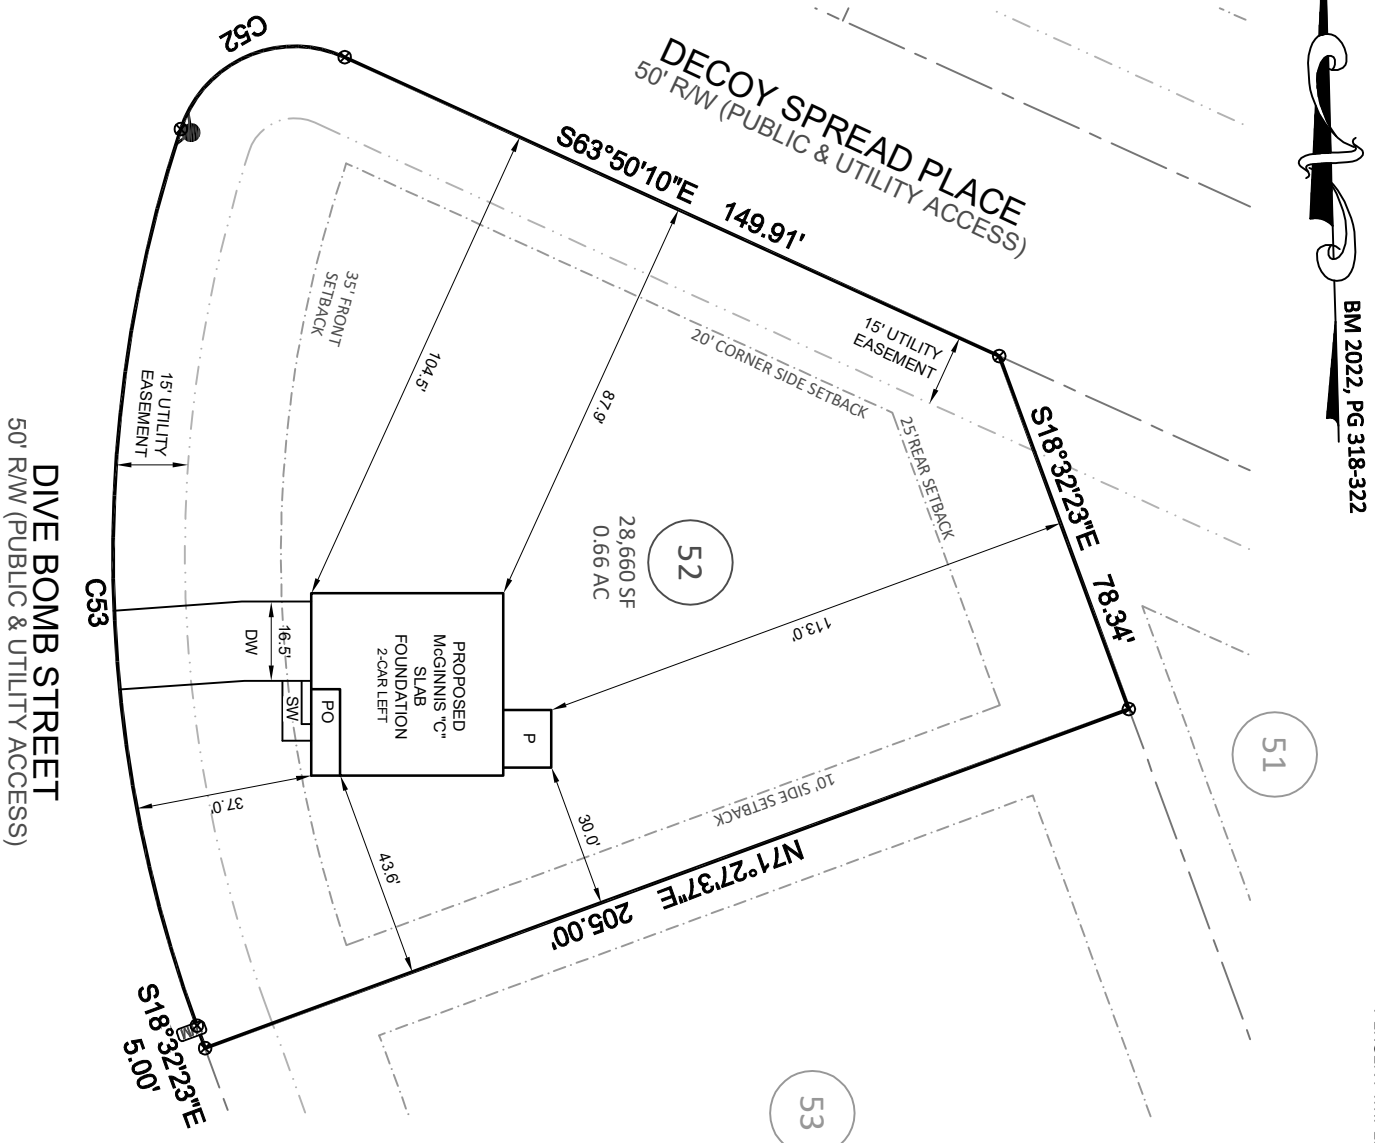 BM 2022, PG 318-322
DECOY SPREAD PLACE
50' R/W (PUBLIC & UTILITY ACCESS)
C52
S63°50'10"E 149.91'
15' UTILITY
EASEMENT
20' CORNER SIDE SETBACK
25'REAR SETBACK
S18°32'23"E 78.34'
35' FRONT
SETBACK
104.5'
87.9'
113.0'
52
28,660 SF
0.66 AC
51
15' UTILITY
EASEMENT
PROPOSED
McGINNIS "C"
SLAB
FOUNDATION
2-CAR LEFT
P
PO
SW
16.5'
DW
37.0'
43.6'
30.0'
10' SIDE SETBACK
N71°27'37"E 205.00'
C53
DIVE BOMB STREET
50' R/W (PUBLIC & UTILITY ACCESS)
S18°32'23"E
5.00'
53